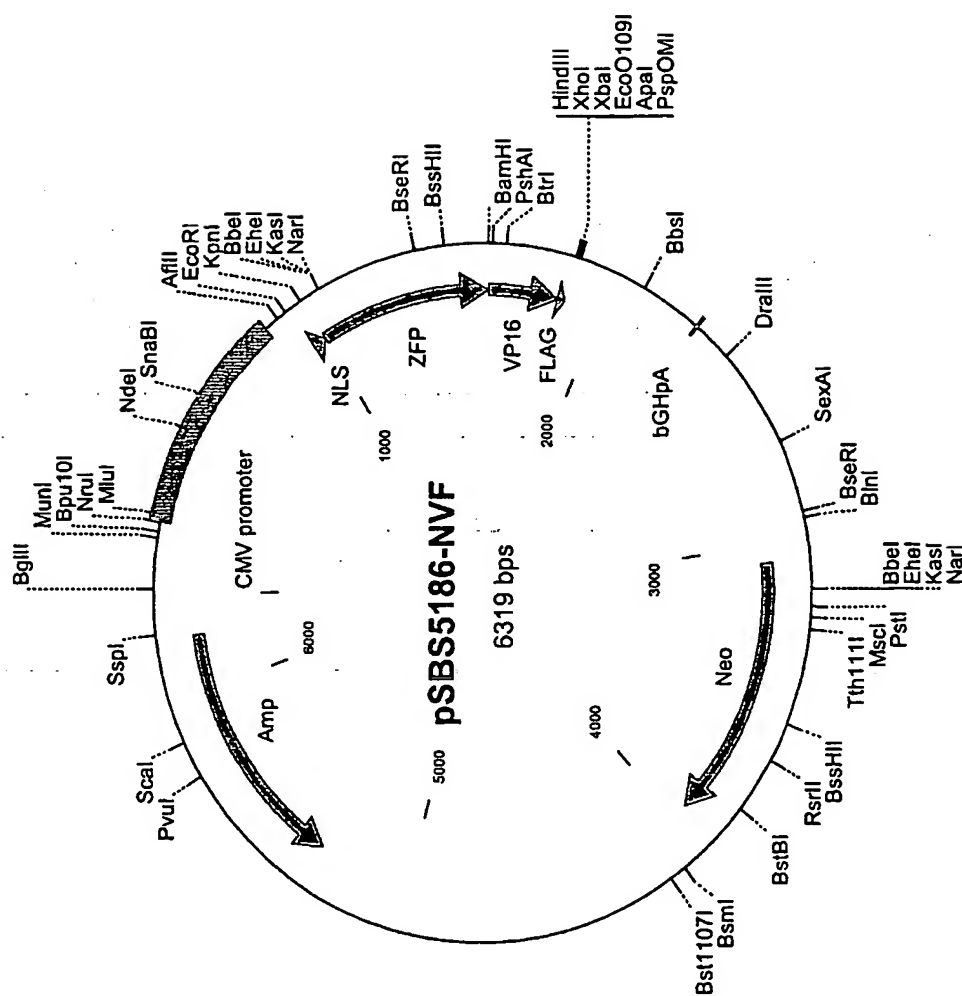 BglII
MunI
Bpu10I
NruI
MluI
NdeI
SnaBI
AflII
EcoRI
KpnI
BbeI
EheI
KasI
NarI
BseRI
BssHII
BamHI
PshAI
BtrI
HindIII
XhoI
XbaI
EcoO109I
ApaI
PspOMI
BbsI
DraIII
SexAI
BseRI
BlnI
BbeI
EheI
KasI
NarI
PstI
MscI
Tth111I
BssHII
RsrII
BstBI
BsmI
Bst1107I
PvuI
ScaI
SspI
CMV promoter
NLS
ZFP
VP16
FLAG
bGHpA
Neo
Amp
1000
2000
3000
4000
5000
6000
pSBS5186-NVF
6319 bps